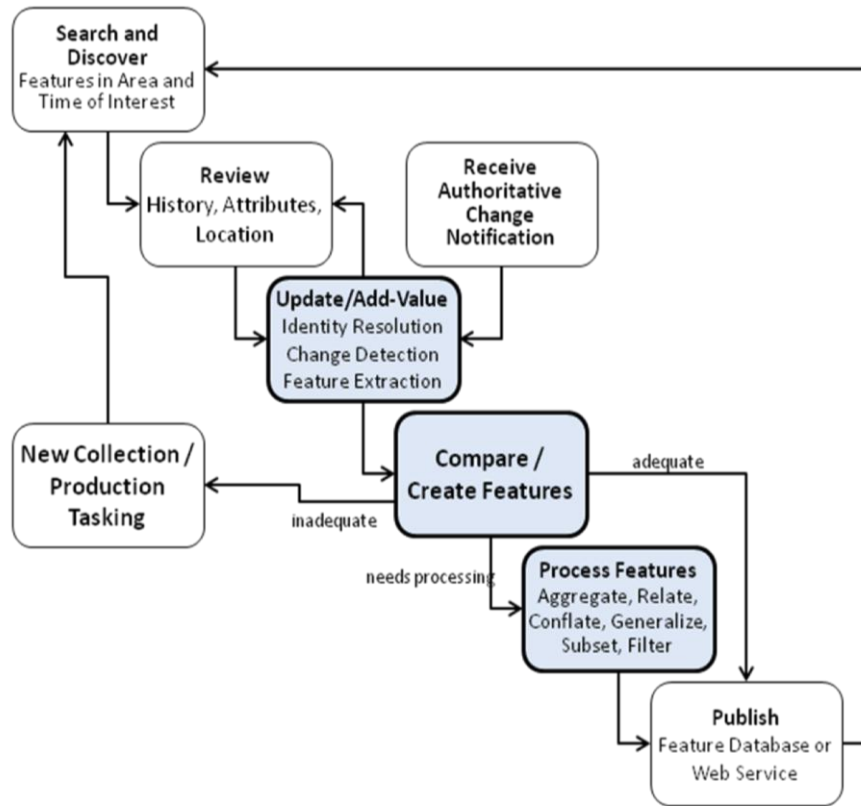 Search and
Discover
Features in Area and
Time of Interest
Review
History, Attributes,
Location
Receive
Authoritative
Change
Notification
Update/Add-Value
Identity Resolution
Change Detection
Feature Extraction
New Collection /
Production
Tasking
Compare /
Create Features
adequate
inadequate
needs processing
Process Features
Aggregate, Relate,
Conflate, Generalize,
Subset, Filter
Publish
Feature Database or
Web Service